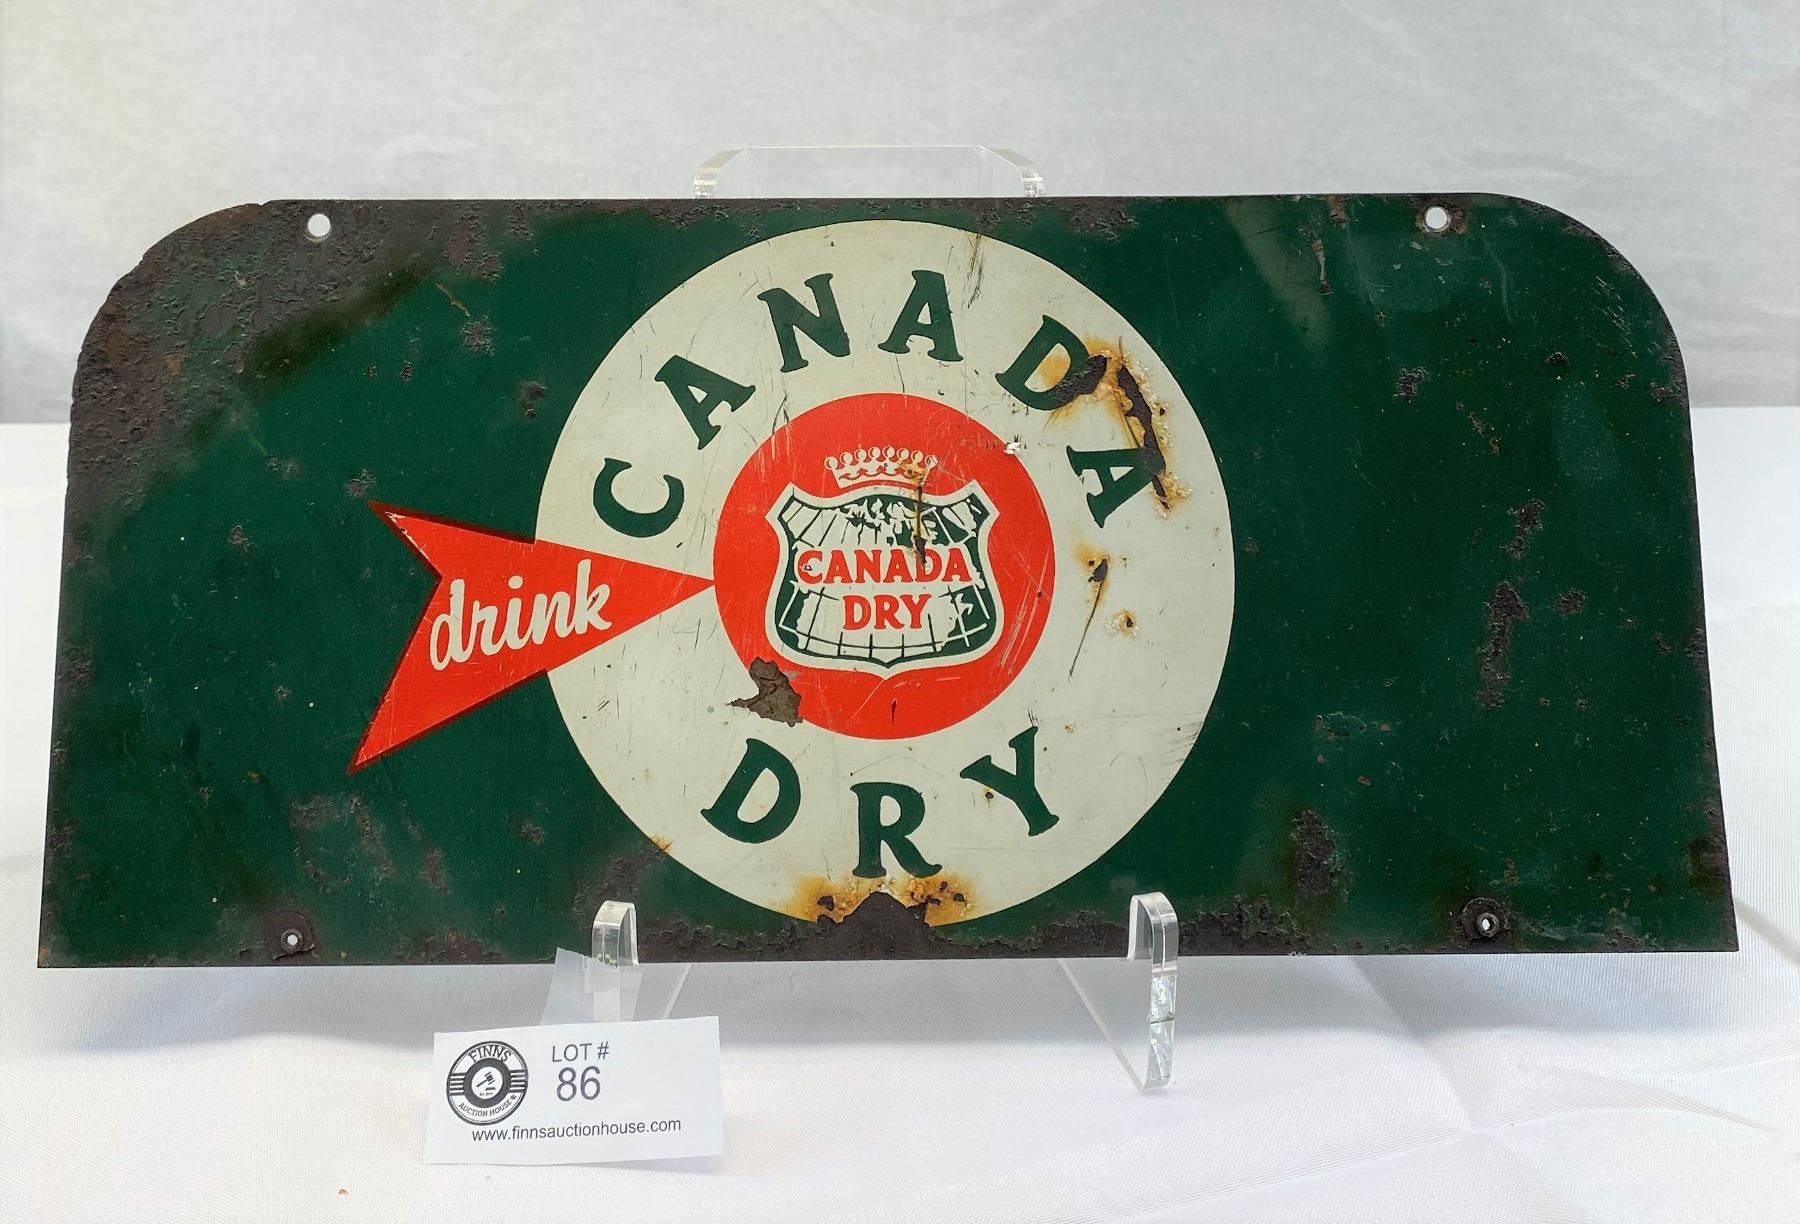 CANADA
drink
CANADA
DRY
DRY
FINNS
AUCTION HOUSE
LOT #
86
www.finnsauctionhouse.com